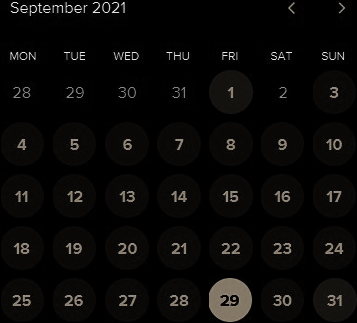 September 2021
MON TUE WED THU FRI SAT SUN
28 29 30 31 1 2 3
4 5 6 7 8 9 10
11 12 13 14 15 16 17
18 19 20 21 22 23 24
25 26 27 28 29 30 31